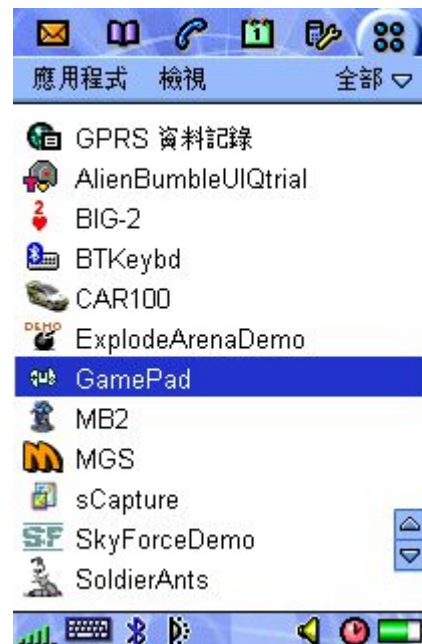 應用程式 檢視 全部
GPRS 資料記錄
AlienBumbleUIQtrial
BIG-2
BTKeybd
CAR100
ExplodeArenaDemo
GamePad
MB2
MGS
sCapture
SkyForceDemo
SoldierAnts